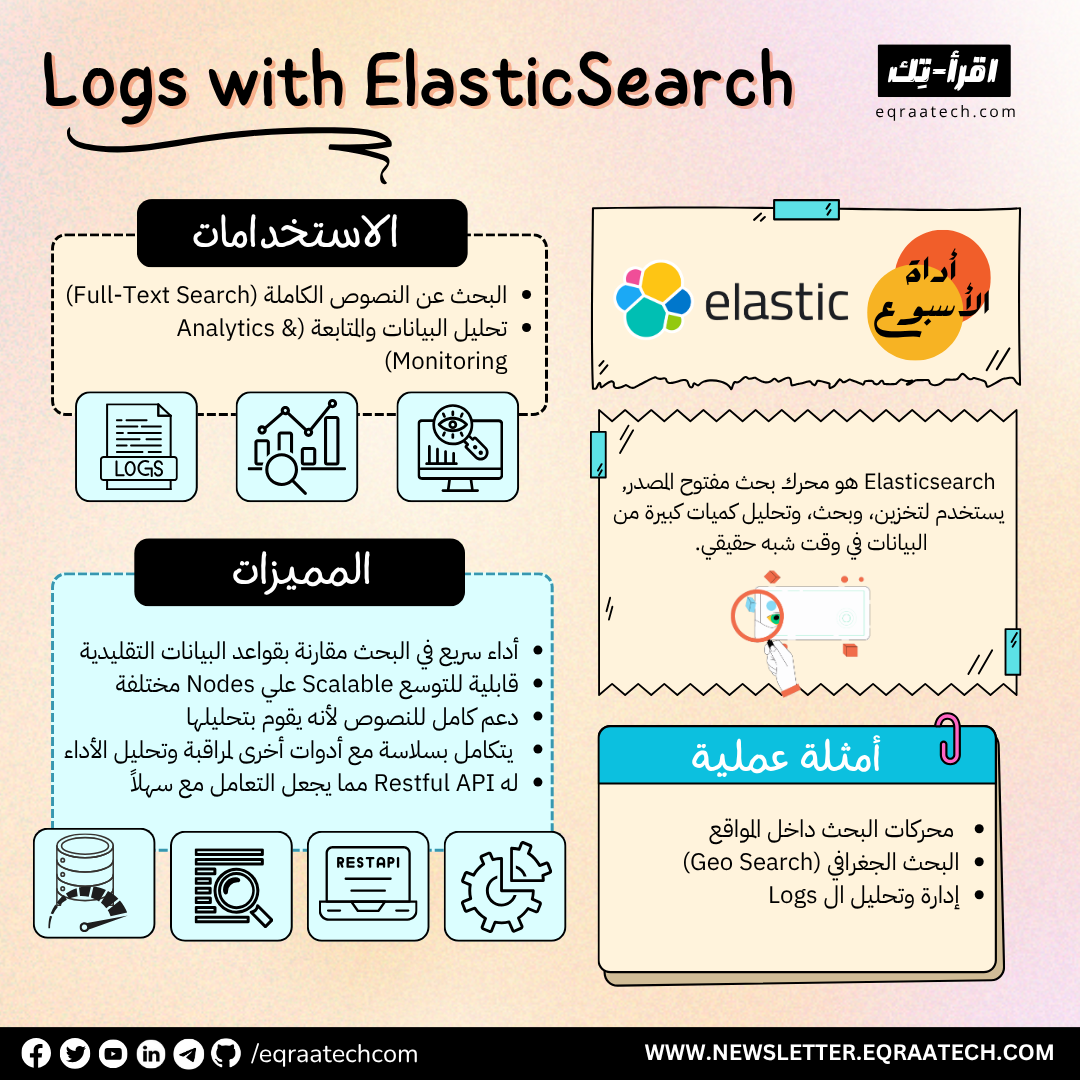 Logs with ElasticSearch
اقرأ-تِك
eqraatech.com
أداة
الأسبوع
elastic
Elasticsearch هو محرك بحث مفتوح المصدر,
يستخدم لتخزين، وبحث، وتحليل كميات كبيرة من
البيانات في وقت شبه حقيقي.
الاستخدامات
البحث عن النصوص الكاملة (Full-Text Search)
تحليل البيانات والمتابعة (Analytics &
Monitoring)
LOGS
المميزات
أداء سريع في البحث مقارنة بقواعد البيانات التقليدية
قابلية للتوسع Scalable علي Nodes مختلفة
دعم كامل للنصوص لأنه يقوم بتحليلها
يتكامل بسلاسة مع أدوات أخرى لمراقبة وتحليل الأداء
له Restful API مما يجعل التعامل مع سهلاً
RESTAPI
أمثلة عملية
محركات البحث داخل المواقع
البحث الجغرافي (Geo Search)
إدارة وتحليل ال Logs
/eqraatechcom
WWW.NEWSLETTER.EQRAATECH.COM